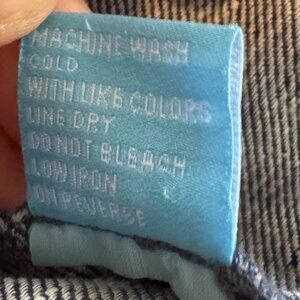 MACHINE WASH
COLD
WITH LIKE COLORS
LINE DRY
DO NOT BLEACH
LOW IRON
ON REVERSE